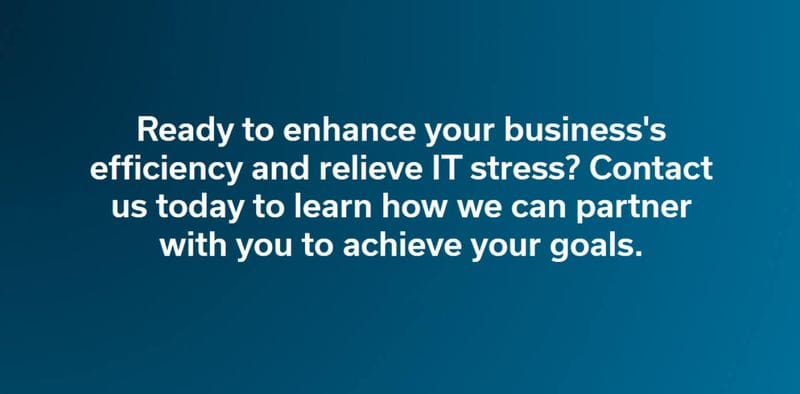 Ready to enhance your business's
efficiency and relieve IT stress? Contact
us today to learn how we can partner
with you to achieve your goals.